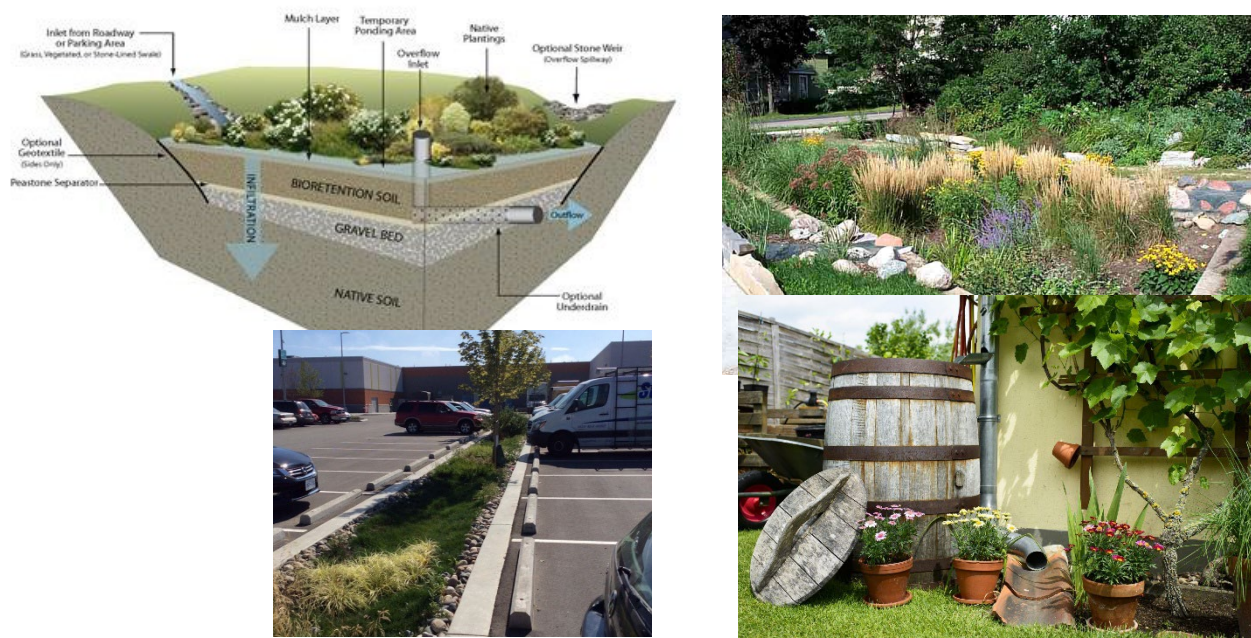 Inlet from Roadway
or Parking Area
(Grass, Vegetated, or Stone-Lined Swale)
Mulch Layer
Temporary
Ponding Area
Overflow
Inlet
Native
Plantings
Optional Stone Weir
(Overflow Spillway)
Optional
Geotextile
(Sides Only)
Peastone Separator
INFILTRATION
BIORETENTION SOIL
GRAVEL BED
Outflow
NATIVE SOIL
Optional
Underdrain